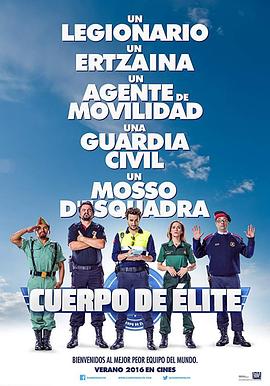 UN
LEGIONARIO
UN
ERTZAINA
UN
AGENTE DE
MOVILIDAD
UNA
GUARDIA
CIVIL
UN
MOSSO
D'ESQUADRA
CUERPO DE ÉLITE
BIENVENIDOS AL MEJOR PEOR EQUIPO DEL MUNDO.
VERANO 2016 EN CINES